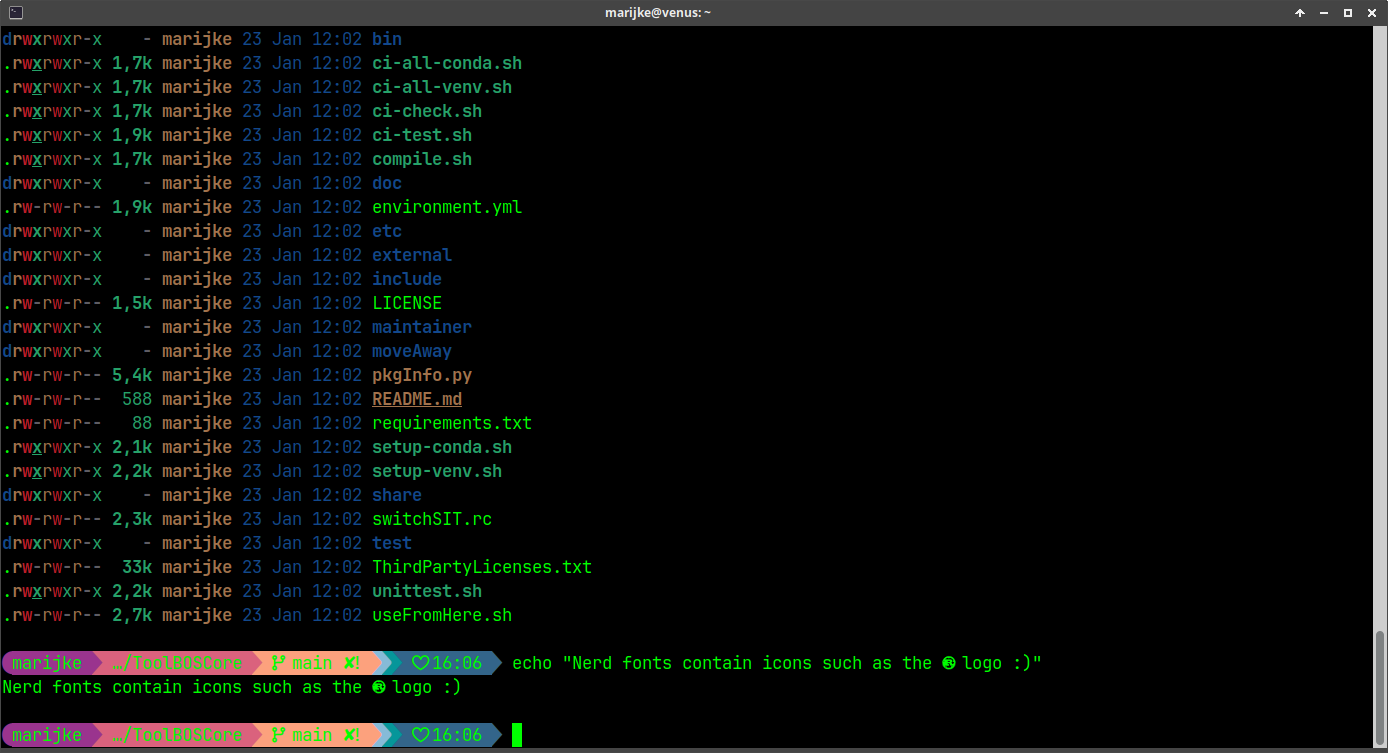 marijke@venus: ~
drwxrwxr-x    - marijke 23 Jan 12:02 bin
.rwxrwxr-x 1,7k marijke 23 Jan 12:02 ci-all-conda.sh
.rwxrwxr-x 1,7k marijke 23 Jan 12:02 ci-all-venv.sh
.rwxrwxr-x 1,7k marijke 23 Jan 12:02 ci-check.sh
.rwxrwxr-x 1,9k marijke 23 Jan 12:02 ci-test.sh
.rwxrwxr-x 1,7k marijke 23 Jan 12:02 compile.sh
drwxrwxr-x    - marijke 23 Jan 12:02 doc
.rw-rw-r-- 1,9k marijke 23 Jan 12:02 environment.yml
drwxrwxr-x    - marijke 23 Jan 12:02 etc
drwxrwxr-x    - marijke 23 Jan 12:02 external
drwxrwxr-x    - marijke 23 Jan 12:02 include
.rw-rw-r-- 1,5k marijke 23 Jan 12:02 LICENSE
drwxrwxr-x    - marijke 23 Jan 12:02 maintainer
drwxrwxr-x    - marijke 23 Jan 12:02 moveAway
.rw-rw-r-- 5,4k marijke 23 Jan 12:02 pkgInfo.py
.rw-rw-r--  588 marijke 23 Jan 12:02 README.md
.rw-rw-r--   88 marijke 23 Jan 12:02 requirements.txt
.rwxrwxr-x 2,1k marijke 23 Jan 12:02 setup-conda.sh
.rwxrwxr-x 2,2k marijke 23 Jan 12:02 setup-venv.sh
drwxrwxr-x    - marijke 23 Jan 12:02 share
.rw-rw-r-- 2,3k marijke 23 Jan 12:02 switchSIT.rc
drwxrwxr-x    - marijke 23 Jan 12:02 test
.rw-rw-r--  33k marijke 23 Jan 12:02 ThirdPartyLicenses.txt
.rwxrwxr-x 2,2k marijke 23 Jan 12:02 unittest.sh
.rw-rw-r-- 2,7k marijke 23 Jan 12:02 useFromHere.sh
marijke …/ToolBOSCore main ✘! ♡16:06 echo "Nerd fonts contain icons such as the logo :)"
Nerd fonts contain icons such as the logo :)
marijke …/ToolBOSCore main ✘! ♡16:06